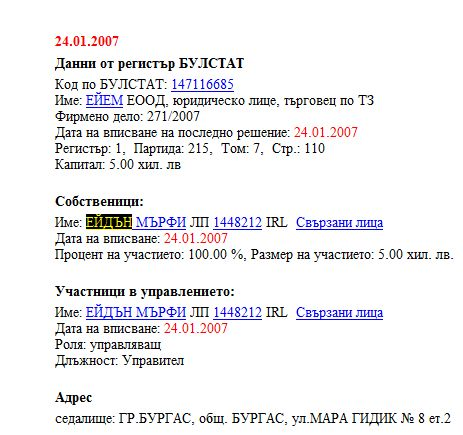 24.01.2007
Данни от регистър БУЛСТАТ
Код по БУЛСТАТ: 147116685
Име: ЕЙЕМ ЕООД, юридическо лице, търговец по ТЗ
Фирмено дело: 271/2007
Дата на вписване на последно решение: 24.01.2007
Регистър: 1, Партида: 215, Том: 7, Стр.: 110
Капитал: 5.00 хил. лв
Собственици:
Име: ЕЙДЪН МЪРФИ ЛП 1448212 IRL Свързани лица
Дата на вписване: 24.01.2007
Процент на участието: 100.00 %, Размер на участието: 5.00 хил. лв.
Участници в управлението:
Име: ЕЙДЪН МЪРФИ ЛП 1448212 IRL Свързани лица
Дата на вписване: 24.01.2007
Роля: управляващ
Длъжност: Управител
Адрес
седалище: ГР.БУРГАС, общ. БУРГАС, ул.МАРА ГИДИК № 8 ет.2